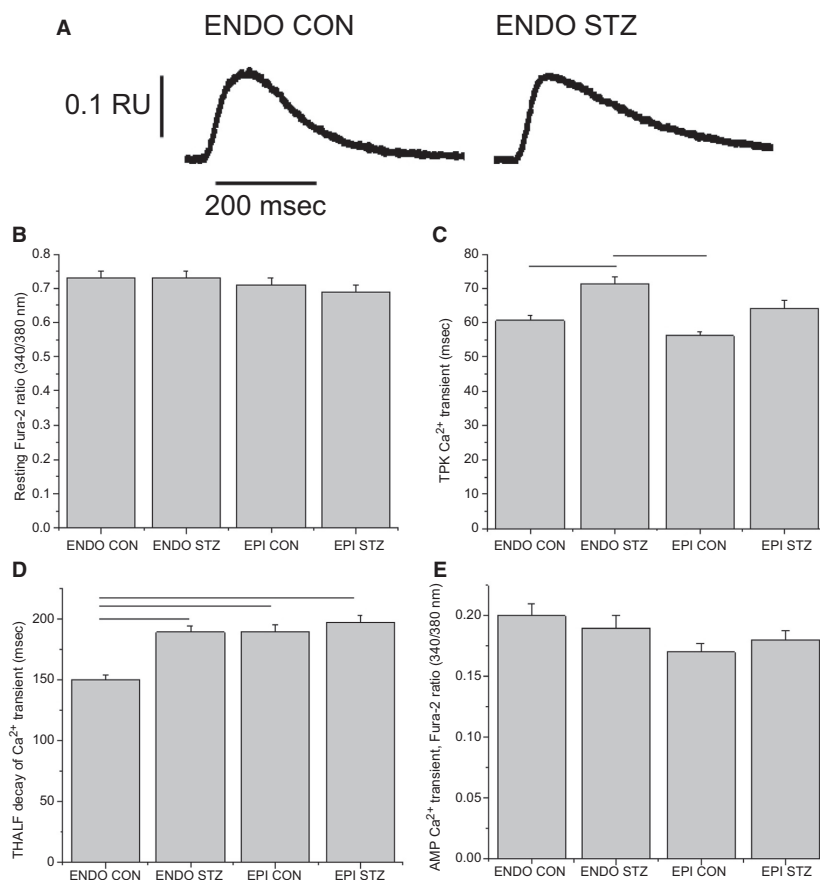 A
ENDO CON
ENDO STZ
0.1 RU
200 msec
B
Resting Fura-2 ratio (340/380 nm)
0.8
0.7
0.6
0.5
0.4
0.3
0.2
0.1
0.0
ENDO CON
ENDO STZ
EPI CON
EPI STZ
C
TPK Ca2+ transient (msec)
80
70
60
50
40
30
20
10
0
ENDO CON
ENDO STZ
EPI CON
EPI STZ
D
THALF decay of Ca2+ transient (msec)
200
150
100
50
0
ENDO CON
ENDO STZ
EPI CON
EPI STZ
E
AMP Ca2+ transient, Fura-2 ratio (340/380 nm)
0.20
0.15
0.10
0.05
0.00
ENDO CON
ENDO STZ
EPI CON
EPI STZ